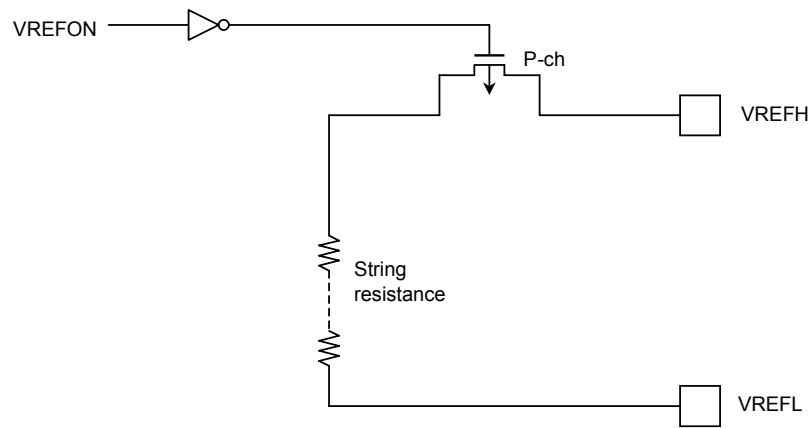 VREFON
P-ch
VREFH
String
resistance
VREFL